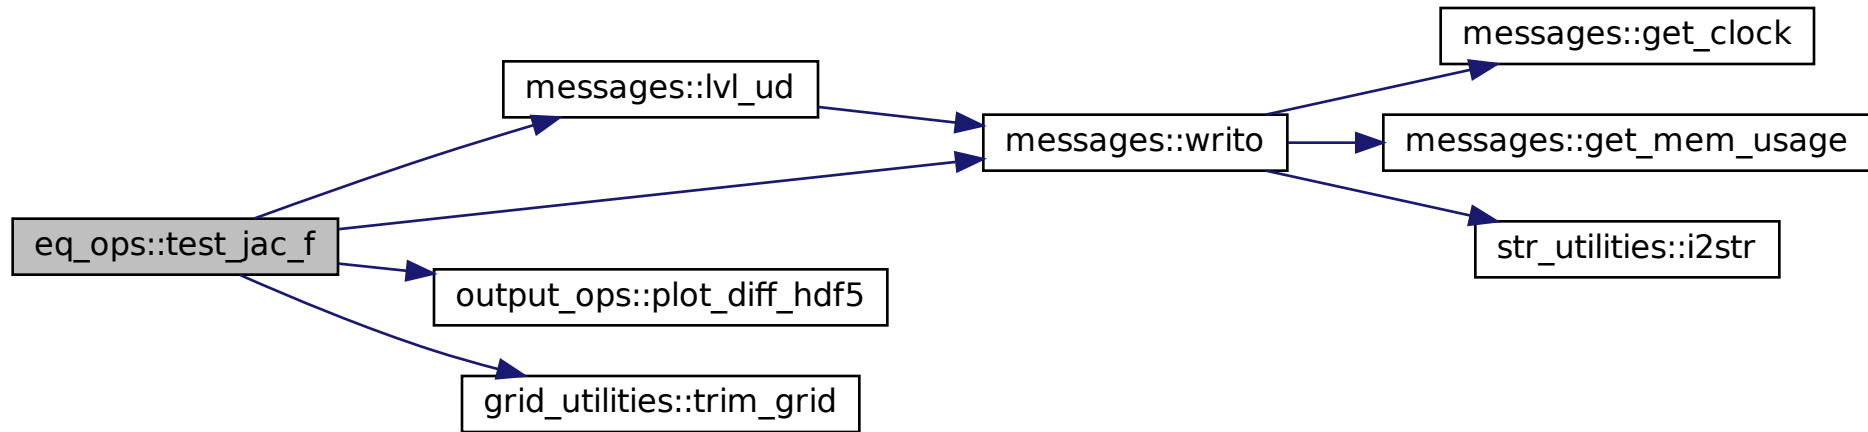 messages::get_clock
messages::lvl_ud
messages::writo
messages::get_mem_usage
eq_ops::test_jac_f
str_utilities::i2str
output_ops::plot_diff_hdf5
grid_utilities::trim_grid